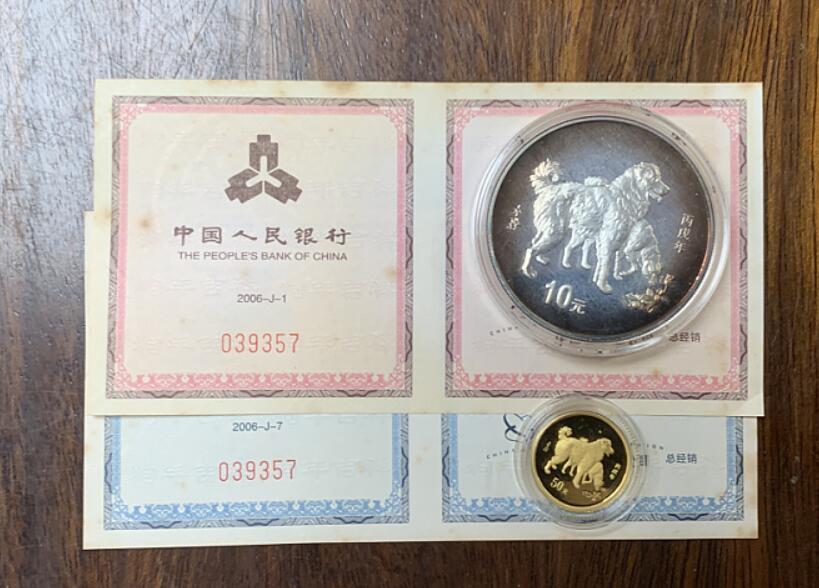 中国人民银行
THE PEOPLE'S BANK OF CHINA
2006-J-1
039357
丙戌年
10元
总经销
2006-J-7
039357
总经销
50元